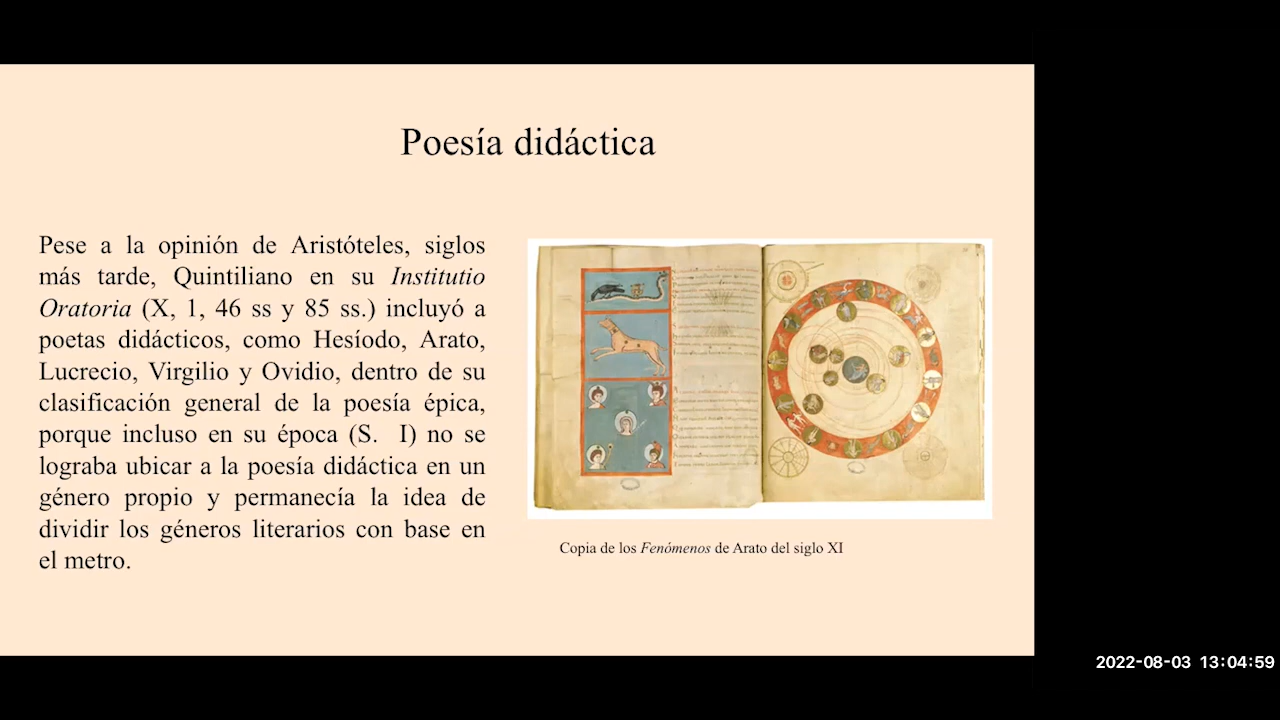 Poesía didáctica
Pese a la opinión de Aristóteles, siglos
más tarde, Quintiliano en su Institutio
Oratoria (X, 1, 46 ss y 85 ss.) incluyó a
poetas didácticos, como Hesíodo, Arato,
Lucrecio, Virgilio y Ovidio, dentro de su
clasificación general de la poesía épica,
porque incluso en su época (S. I) no se
lograba ubicar a la poesía didáctica en un
género propio y permanecía la idea de
dividir los géneros literarios con base en
el metro.
Copia de los Fenómenos de Arato del siglo XI
2022-08-03 13:04:59